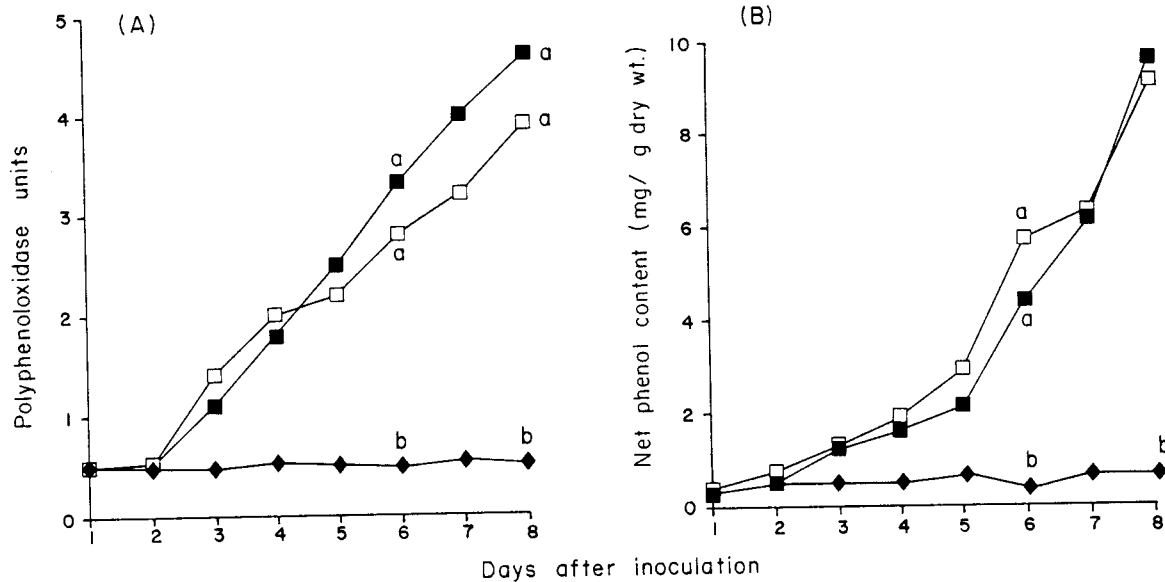 (A)
(B)
Polyphenoloxidase units
5
4
3
2
1
0
a
a
a
a
b
b
1 2 3 4 5 6 7 8
Net phenol content (mg/ g dry wt.)
10
8
6
4
2
0
a
a
b
b
1 2 3 4 5 6 7 8
Days after inoculation